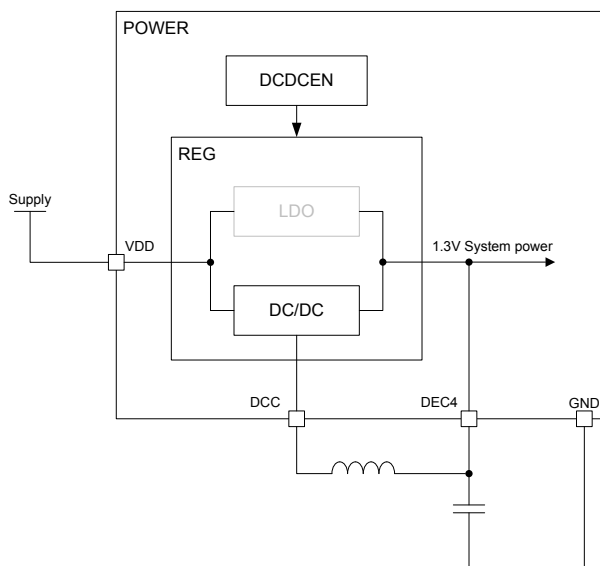 POWER
DCDCEN
REG
Supply
LDO
VDD
1.3V System power
DC/DC
DCC
DEC4
GND